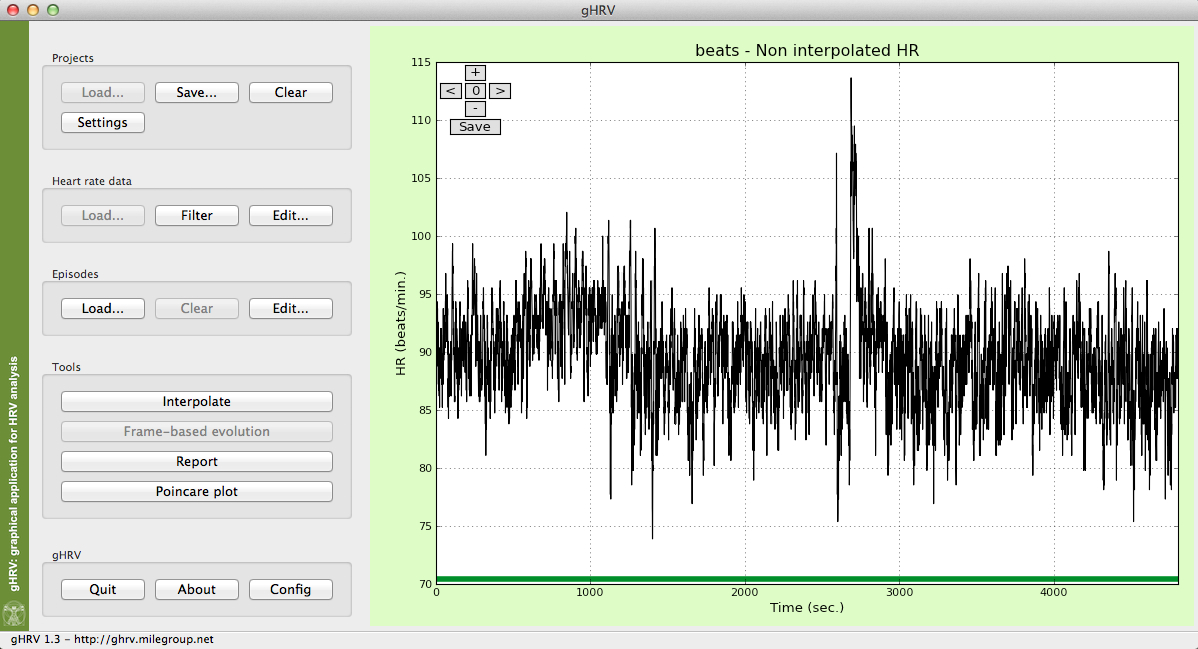 gHRV
Projects
Load... Save... Clear
Settings
Heart rate data
Load... Filter Edit...
Episodes
Load... Clear Edit...
Tools
Interpolate
Frame-based evolution
Report
Poincare plot
gHRV
Quit About Config
gHRV: graphical application for HRV analysis
beats - Non interpolated HR
+
< 0 >
-
Save
HR (beats/min.)
115
110
105
100
95
90
85
80
75
70
0 1000 2000 3000 4000
Time (sec.)
gHRV 1.3 – http://ghrv.milegroup.net